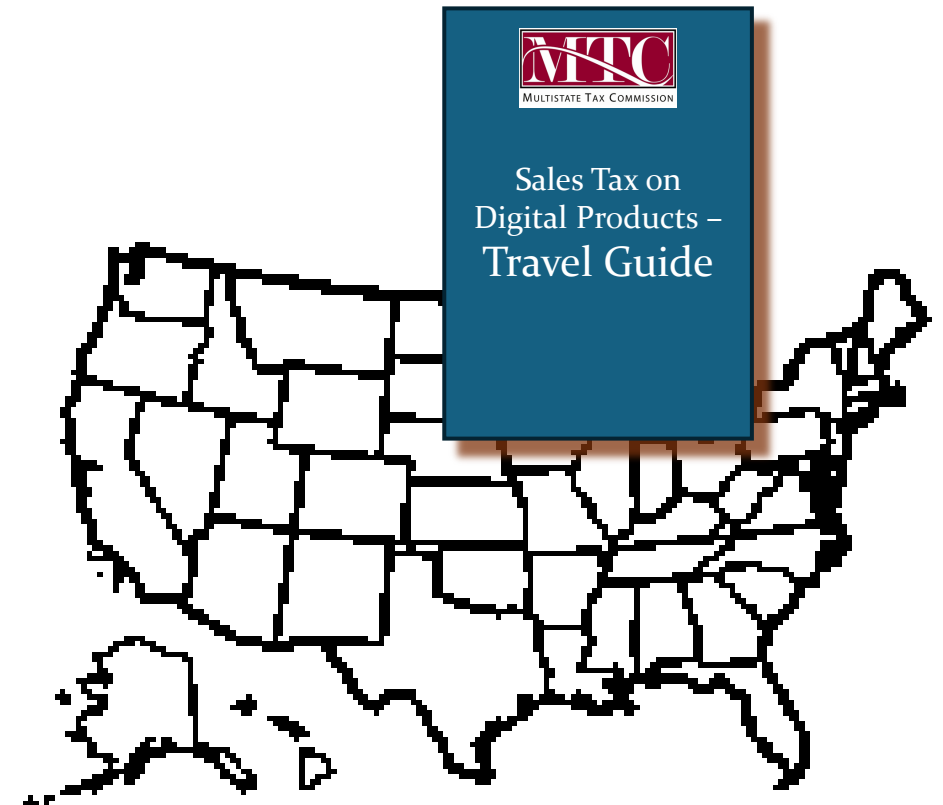 MTC
MULTISTATE TAX COMMISSION
Sales Tax on
Digital Products –
Travel Guide